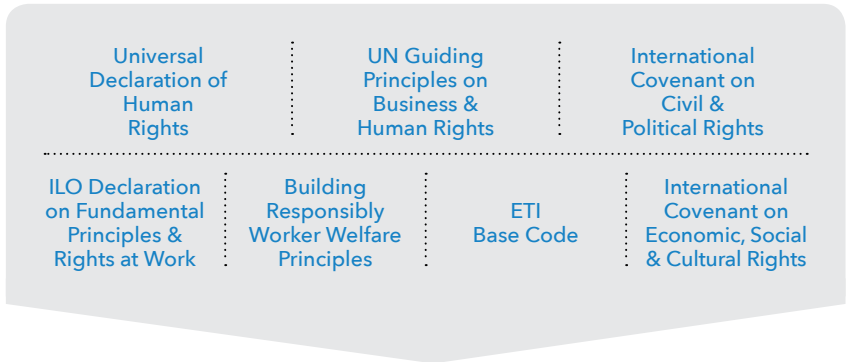 Universal
Declaration of
Human
Rights
UN Guiding
Principles on
Business &
Human Rights
International
Covenant on
Civil &
Political Rights
ILO Declaration
on Fundamental
Principles &
Rights at Work
Building
Responsibly
Worker Welfare
Principles
ETI
Base Code
International
Covenant on
Economic, Social
& Cultural Rights